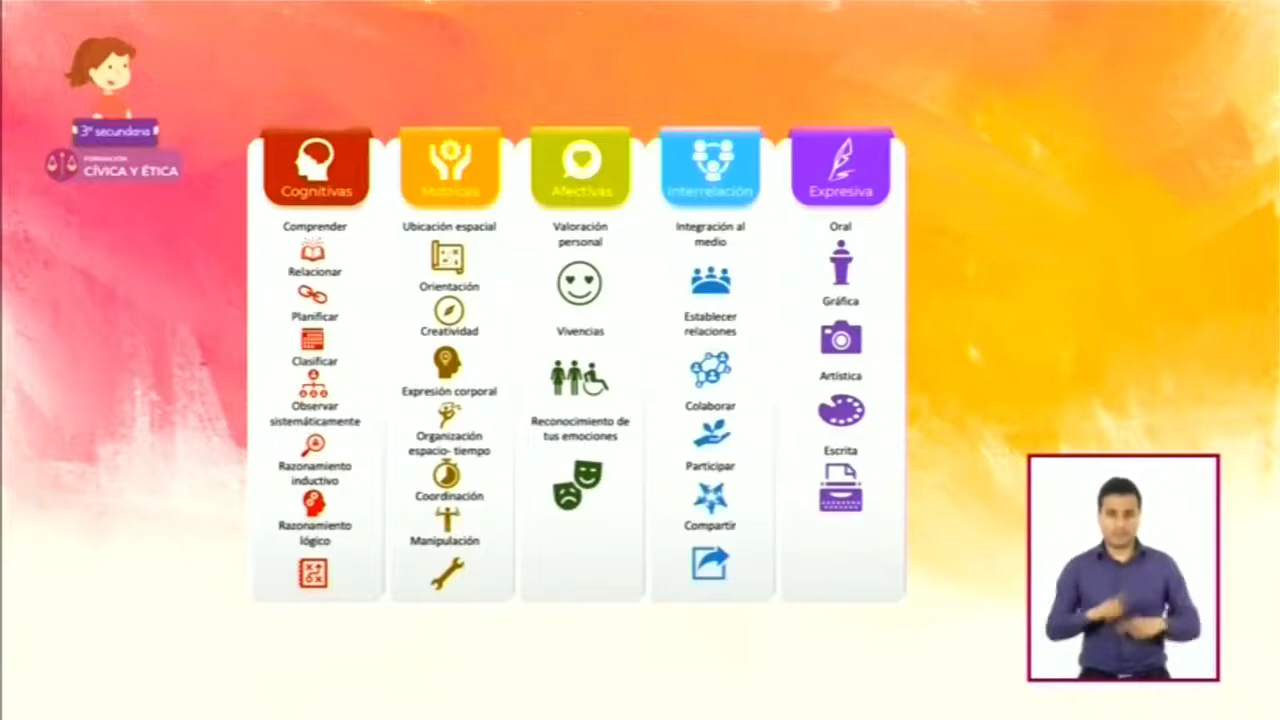 3° secundaria
FORMACIÓN
CÍVICA Y ÉTICA
Cognitivas
Comprender
Relacionar
Planificar
Clasificar
Observar
sistemáticamente
Razonamiento
inductivo
Razonamiento
lógico
Motrices
Ubicación espacial
Orientación
Creatividad
Expresión corporal
Organización
espacio- tiempo
Coordinación
Manipulación
Afectivas
Valoración
personal
Vivencias
Reconocimiento de
tus emociones
Interrelación
Integración al
medio
Establecer
relaciones
Colaborar
Participar
Compartir
Expresiva
Oral
Gráfica
Artística
Escrita